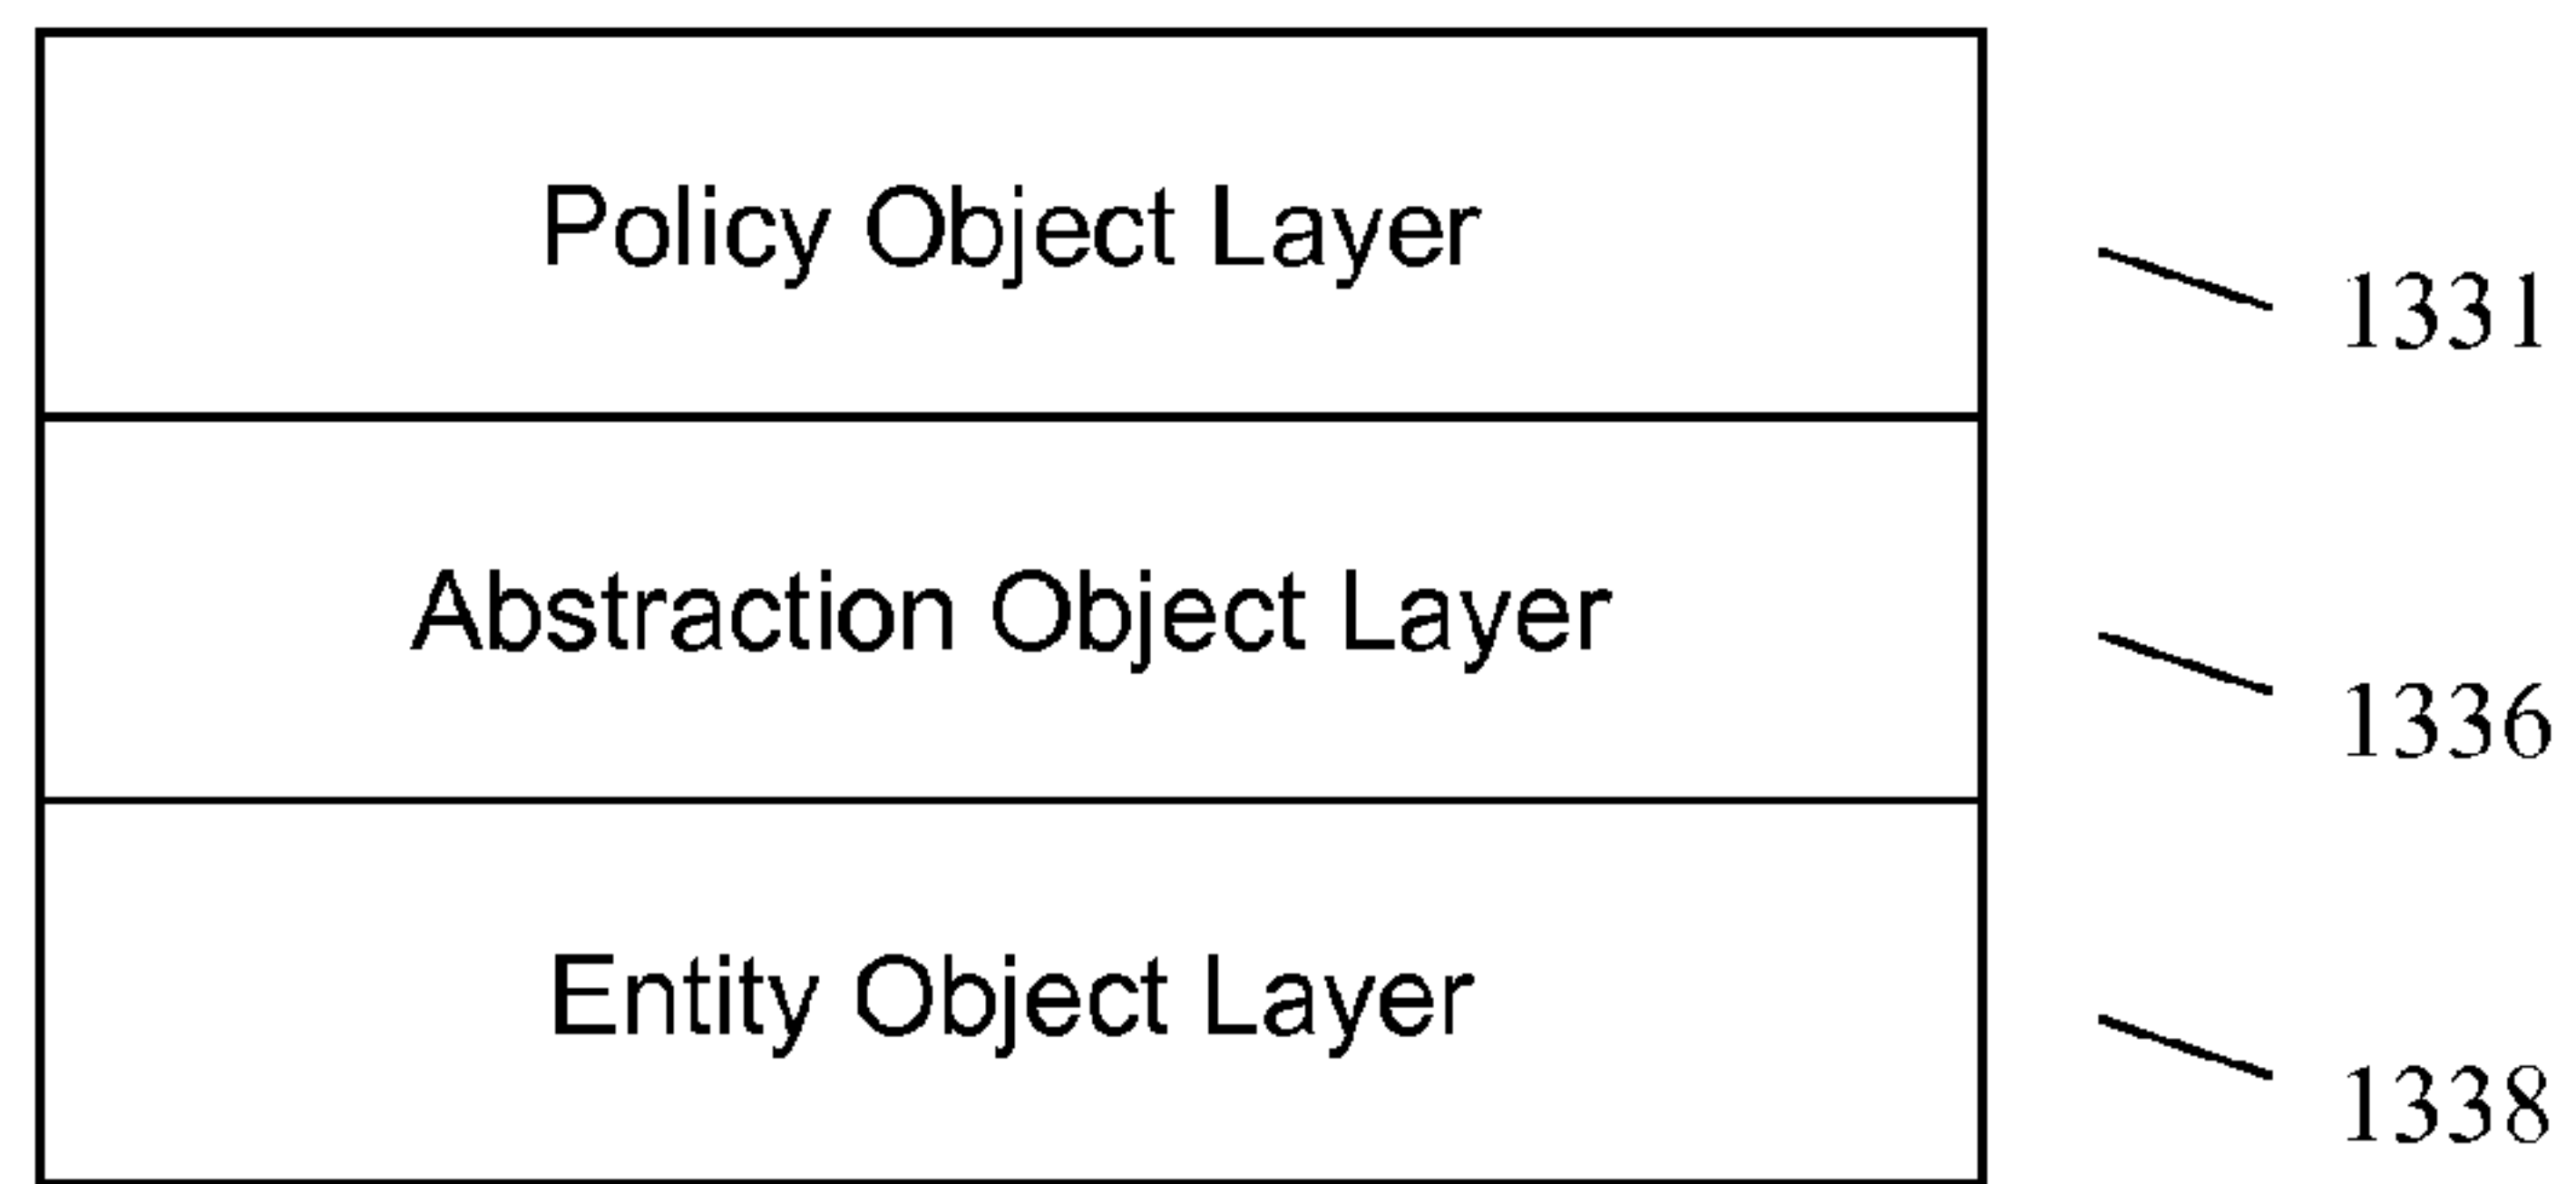 Policy Object Layer
1331
Abstraction Object Layer
1336
Entity Object Layer
1338